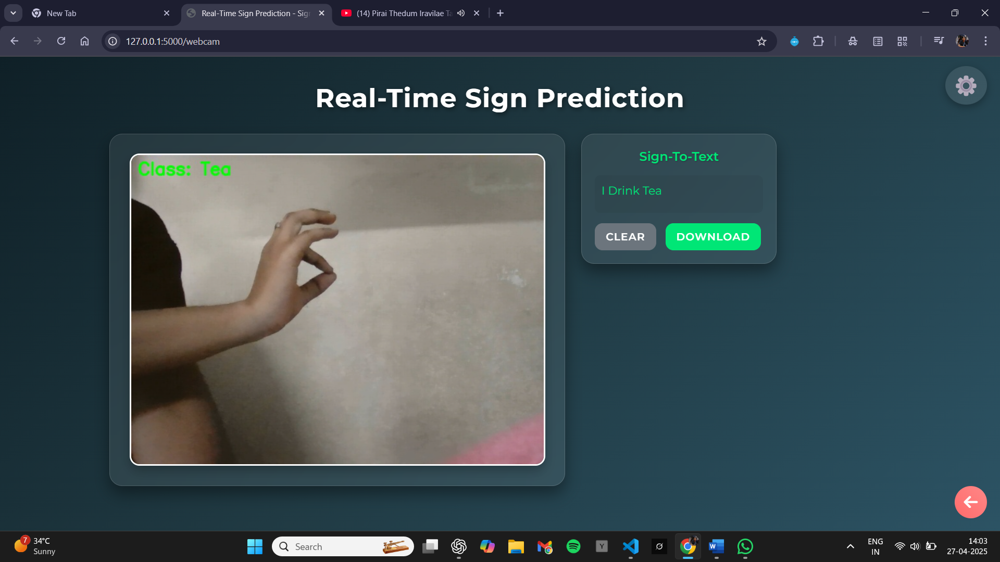 New Tab
Real-Time Sign Prediction - Sig
(14) Pirai Thedum Iravilae Ta
127.0.0.1:5000/webcam
Real-Time Sign Prediction
Class: Tea
Sign-To-Text
I Drink Tea
CLEAR
DOWNLOAD
7
34°C
Sunny
Search
Y
W
ENG
IN
14:03
27-04-2025